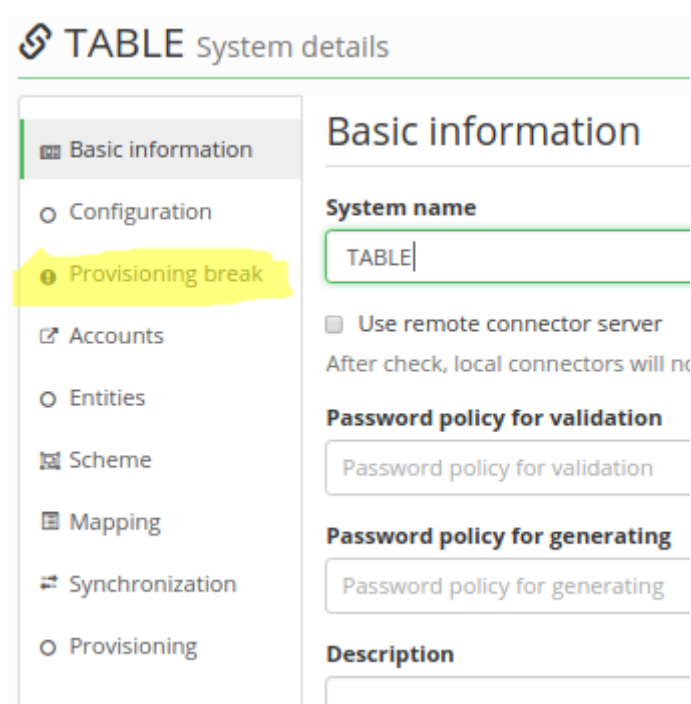 TABLE System details
Basic information
Configuration
Provisioning break
Accounts
Entities
Scheme
Mapping
Synchronization
Provisioning
Basic information
System name
TABLE
Use remote connector server
After check, local connectors will
Password policy for validation
Password policy for validation
Password policy for generating
Password policy for generating
Description